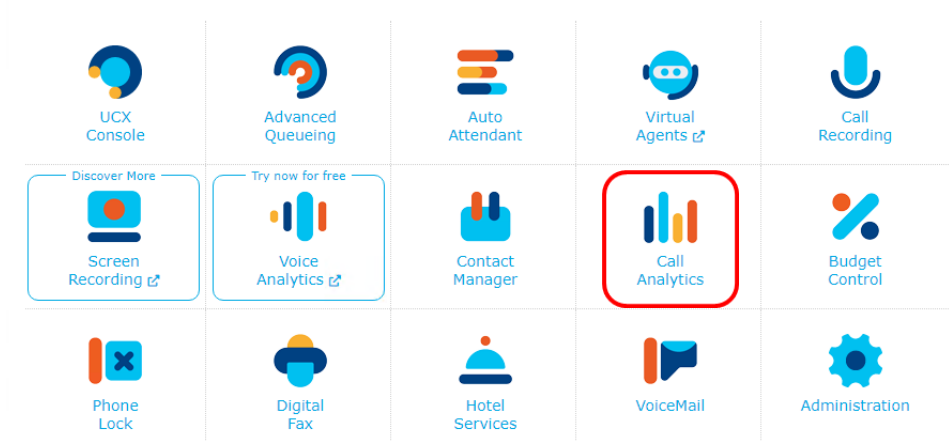 UCX
Console
Advanced
Queueing
Auto
Attendant
Virtual
Agents
Call
Recording
Discover More
Screen
Recording
Try now for free
Voice
Analytics
Contact
Manager
Call
Analytics
Budget
Control
Phone
Lock
Digital
Fax
Hotel
Services
VoiceMail
Administration